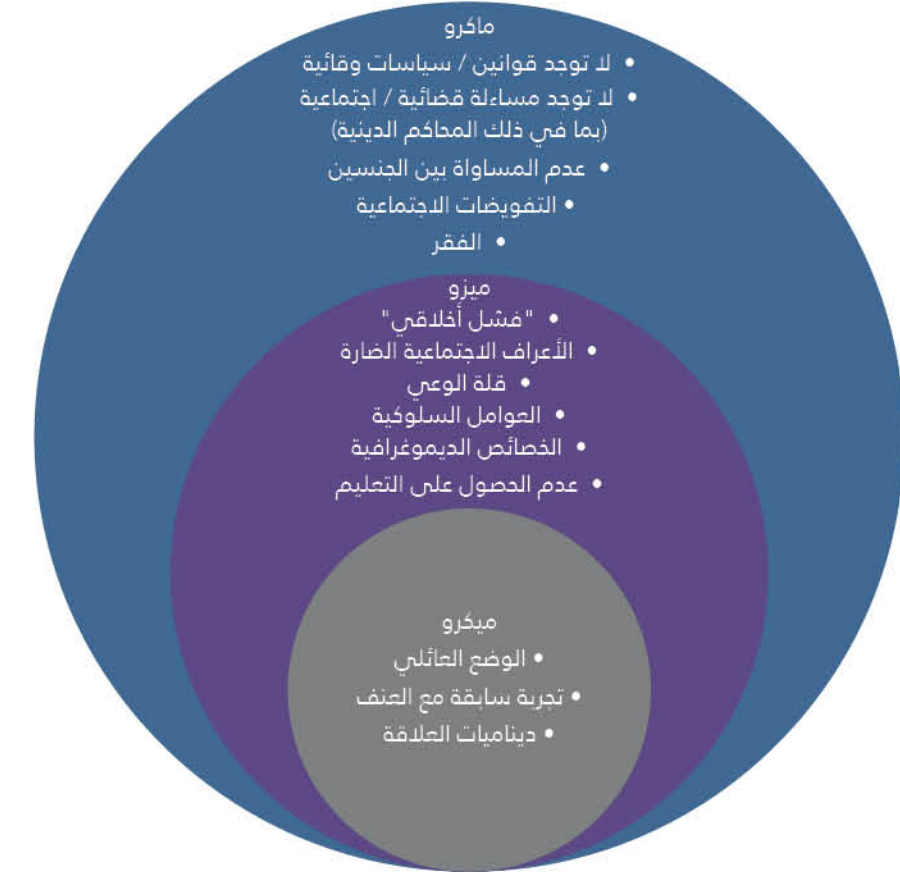 ماكرو
• لا توجد قوانين / سياسات وقائية
• لا توجد مساءلة قضائية / اجتماعية
(بما في ذلك المحاكم الدينية)
• عدم المساواة بين الجنسين
• التفويضات الاجتماعية
• الفقر
ميزو
• "فشل أخلاقي"
• الأعراف الاجتماعية الضارة
• قلة الوعي
• العوامل السلوكية
• الخصائص الديموغرافية
• عدم الحصول على التعليم
ميكرو
• الوضع العائلي
• تجربة سابقة مع العنف
• ديناميات العلاقة